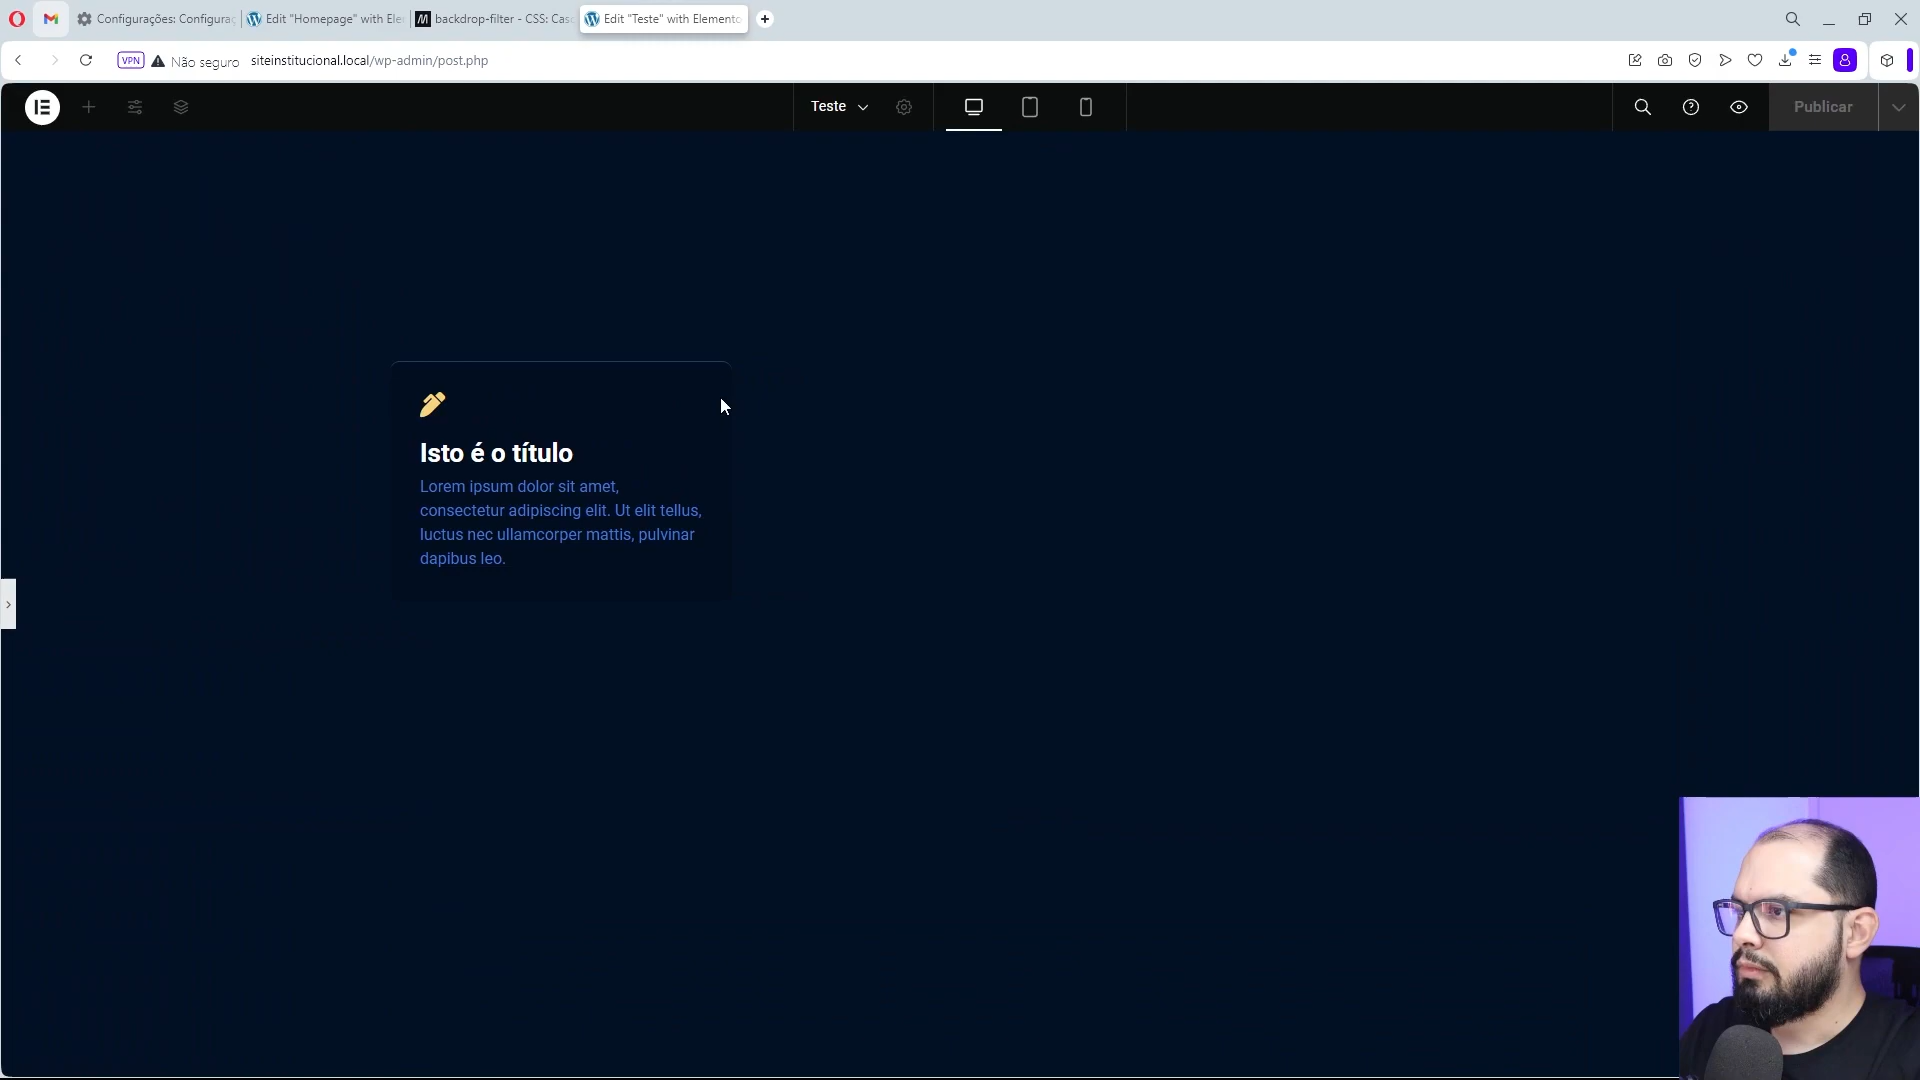 Configurações: Configuraç
Edit "Homepage" with Ele
backdrop-filter - CSS: Casc
Edit "Teste" with Elemento
VPN
Não seguro
siteinstitucional.local/wp-admin/post.php
Teste
Publicar
Isto é o título
Lorem ipsum dolor sit amet,
consectetur adipiscing elit. Ut elit tellus,
luctus nec ullamcorper mattis, pulvinar
dapibus leo.